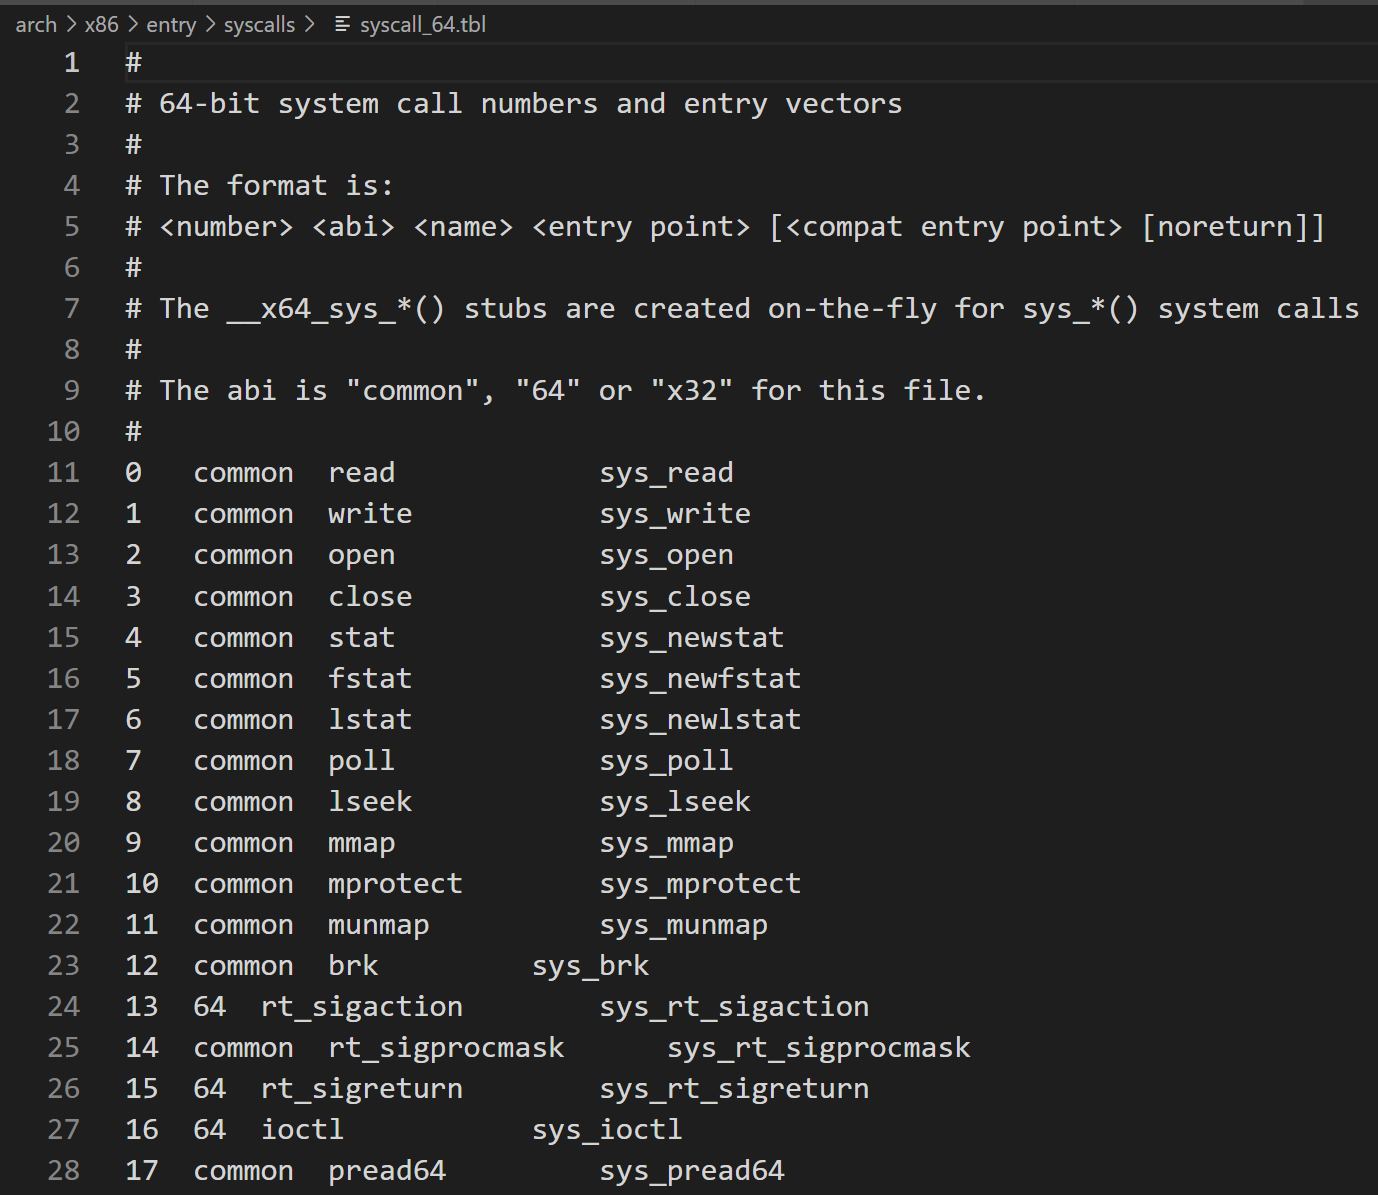 arch > x86 > entry > syscalls > syscall_64.tbl
1 #
2 # 64-bit system call numbers and entry vectors
3 #
4 # The format is:
5 # <number> <abi> <name> <entry point> [<compat entry point> [noreturn]]
6 #
7 # The __x64_sys_*() stubs are created on-the-fly for sys_*() system calls
8 #
9 # The abi is "common", "64" or "x32" for this file.
10 #
11 0 common read sys_read
12 1 common write sys_write
13 2 common open sys_open
14 3 common close sys_close
15 4 common stat sys_newstat
16 5 common fstat sys_newfstat
17 6 common lstat sys_newlstat
18 7 common poll sys_poll
19 8 common lseek sys_lseek
20 9 common mmap sys_mmap
21 10 common mprotect sys_mprotect
22 11 common munmap sys_munmap
23 12 common brk sys_brk
24 13 64 rt_sigaction sys_rt_sigaction
25 14 common rt_sigprocmask sys_rt_sigprocmask
26 15 64 rt_sigreturn sys_rt_sigreturn
27 16 64 ioctl sys_ioctl
28 17 common pread64 sys_pread64